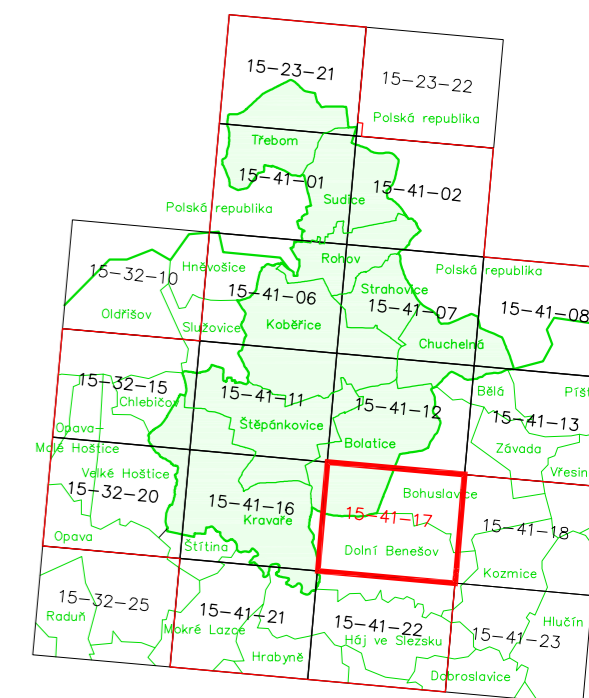 15-23-21
15-23-22
Polská republika
Třebom
15-41-01
15-41-02
Sudice
Polská republika
Rohov
Hněvošice
Polská republika
15-32-10
15-41-06
Strahovice
15-41-07
15-41-08
Oldřišov
Služovice
Kobeřice
Chuchelná
15-32-15
15-41-11
15-41-12
Bělá
Píšť
Chlebičov
Štěpánkovice
15-41-13
Opava-
Malé Hoštice
Bolatice
Závada
Velké Hoštice
Vřesin
15-32-20
15-41-16
Bohuslavice
Kravaře
15-41-17
15-41-18
Opava
Štítina
Dolní Benešov
Kozmice
15-32-25
15-41-21
15-41-22
15-41-23
Raduň
Mokré Lazce
Háj ve Slezsku
Hlučín
Hrabyně
Dobroslavice